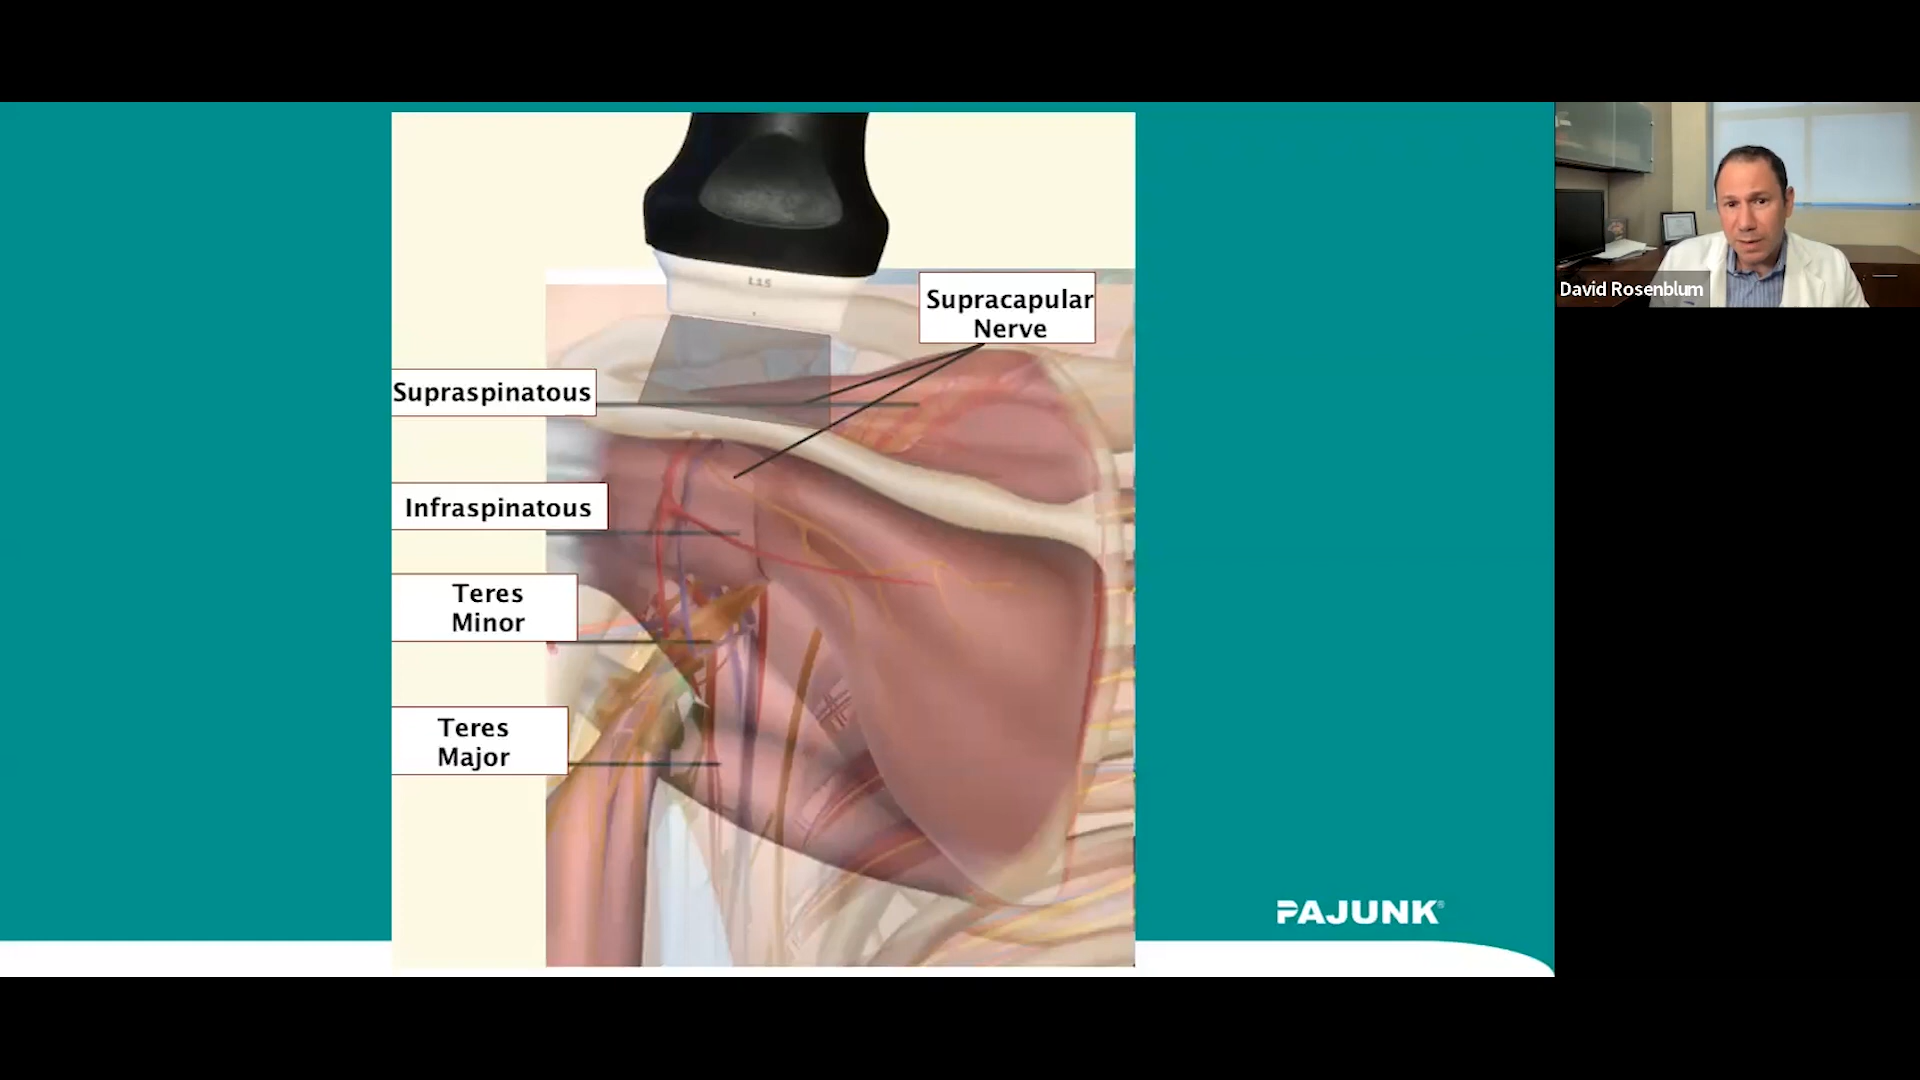 Supracapular
Nerve
Supraspinatous
Infraspinatous
Teres
Minor
Teres
Major
PAJUNK®
David Rosenblum